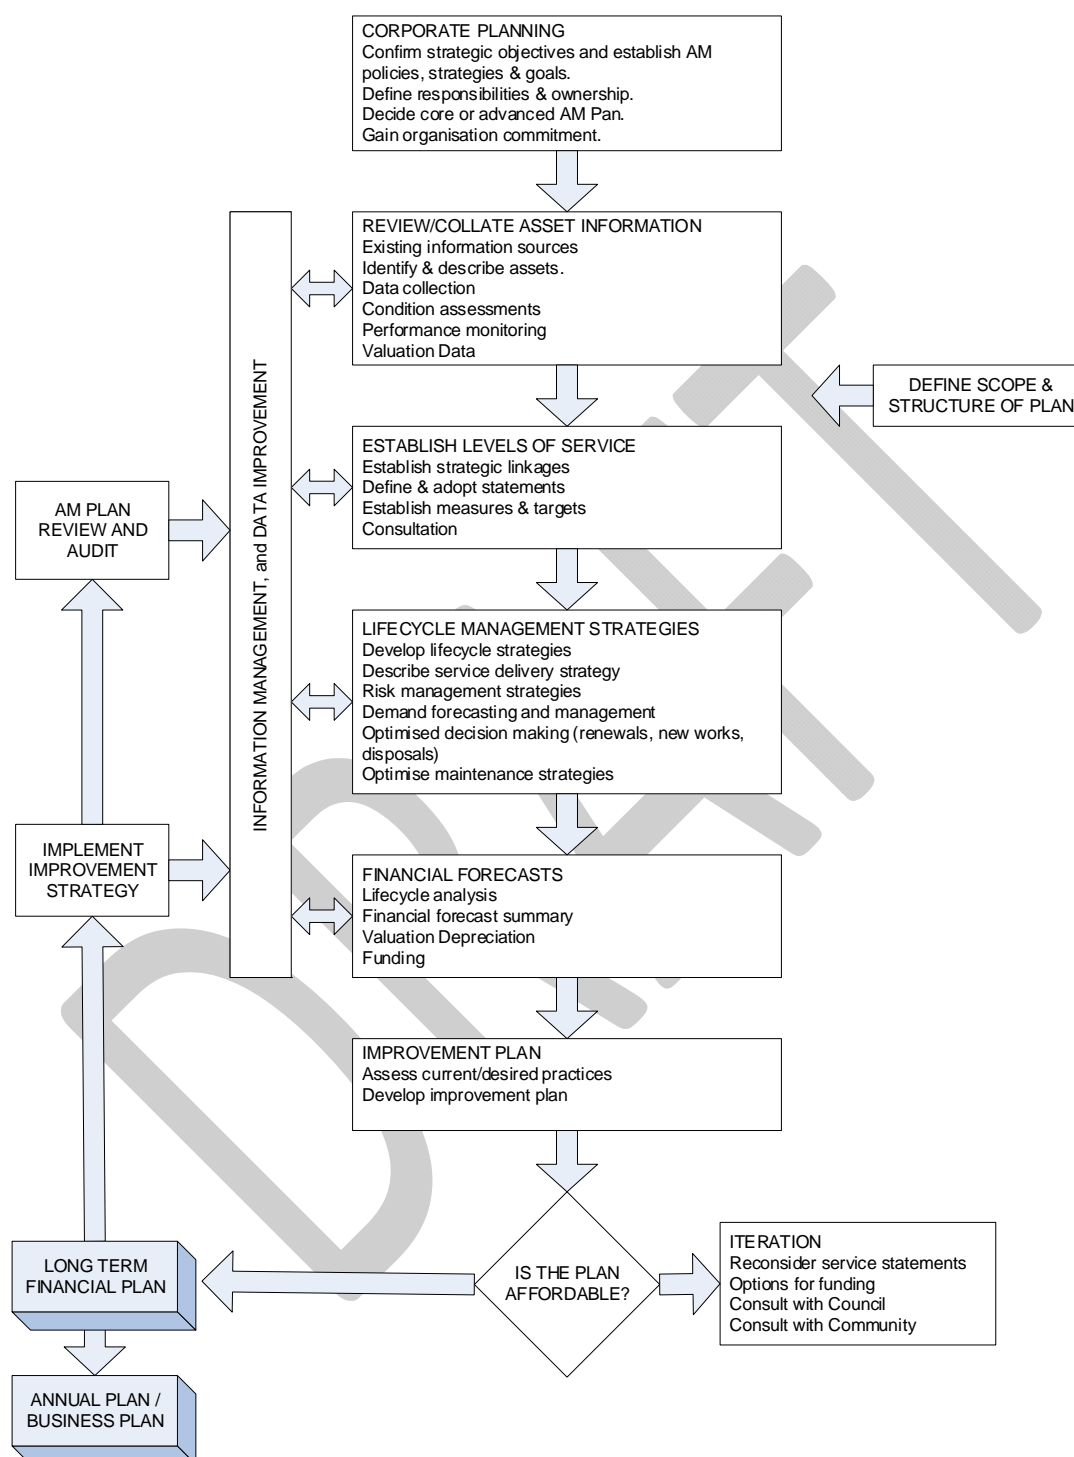 CORPORATE PLANNING
Confirm strategic objectives and establish AM
policies, strategies & goals.
Define responsibilities & ownership.
Decide core or advanced AM Pan.
Gain organisation commitment.
REVIEW/COLLATE ASSET INFORMATION
Existing information sources
Identify & describe assets.
Data collection
Condition assessments
Performance monitoring
Valuation Data
DEFINE SCOPE &
STRUCTURE OF PLAN
INFORMATION MANAGEMENT, and DATA IMPROVEMENT
ESTABLISH LEVELS OF SERVICE
Establish strategic linkages
Define & adopt statements
Establish measures & targets
Consultation
AM PLAN
REVIEW AND
AUDIT
LIFECYCLE MANAGEMENT STRATEGIES
Develop lifecycle strategies
Describe service delivery strategy
Risk management strategies
Demand forecasting and management
Optimised decision making (renewals, new works,
disposals)
Optimise maintenance strategies
IMPLEMENT
IMPROVEMENT
STRATEGY
FINANCIAL FORECASTS
Lifecycle analysis
Financial forecast summary
Valuation Depreciation
Funding
IMPROVEMENT PLAN
Assess current/desired practices
Develop improvement plan
IS THE PLAN
AFFORDABLE?
ITERATION
Reconsider service statements
Options for funding
Consult with Council
Consult with Community
LONG TERM
FINANCIAL PLAN
ANNUAL PLAN /
BUSINESS PLAN
DRAFT